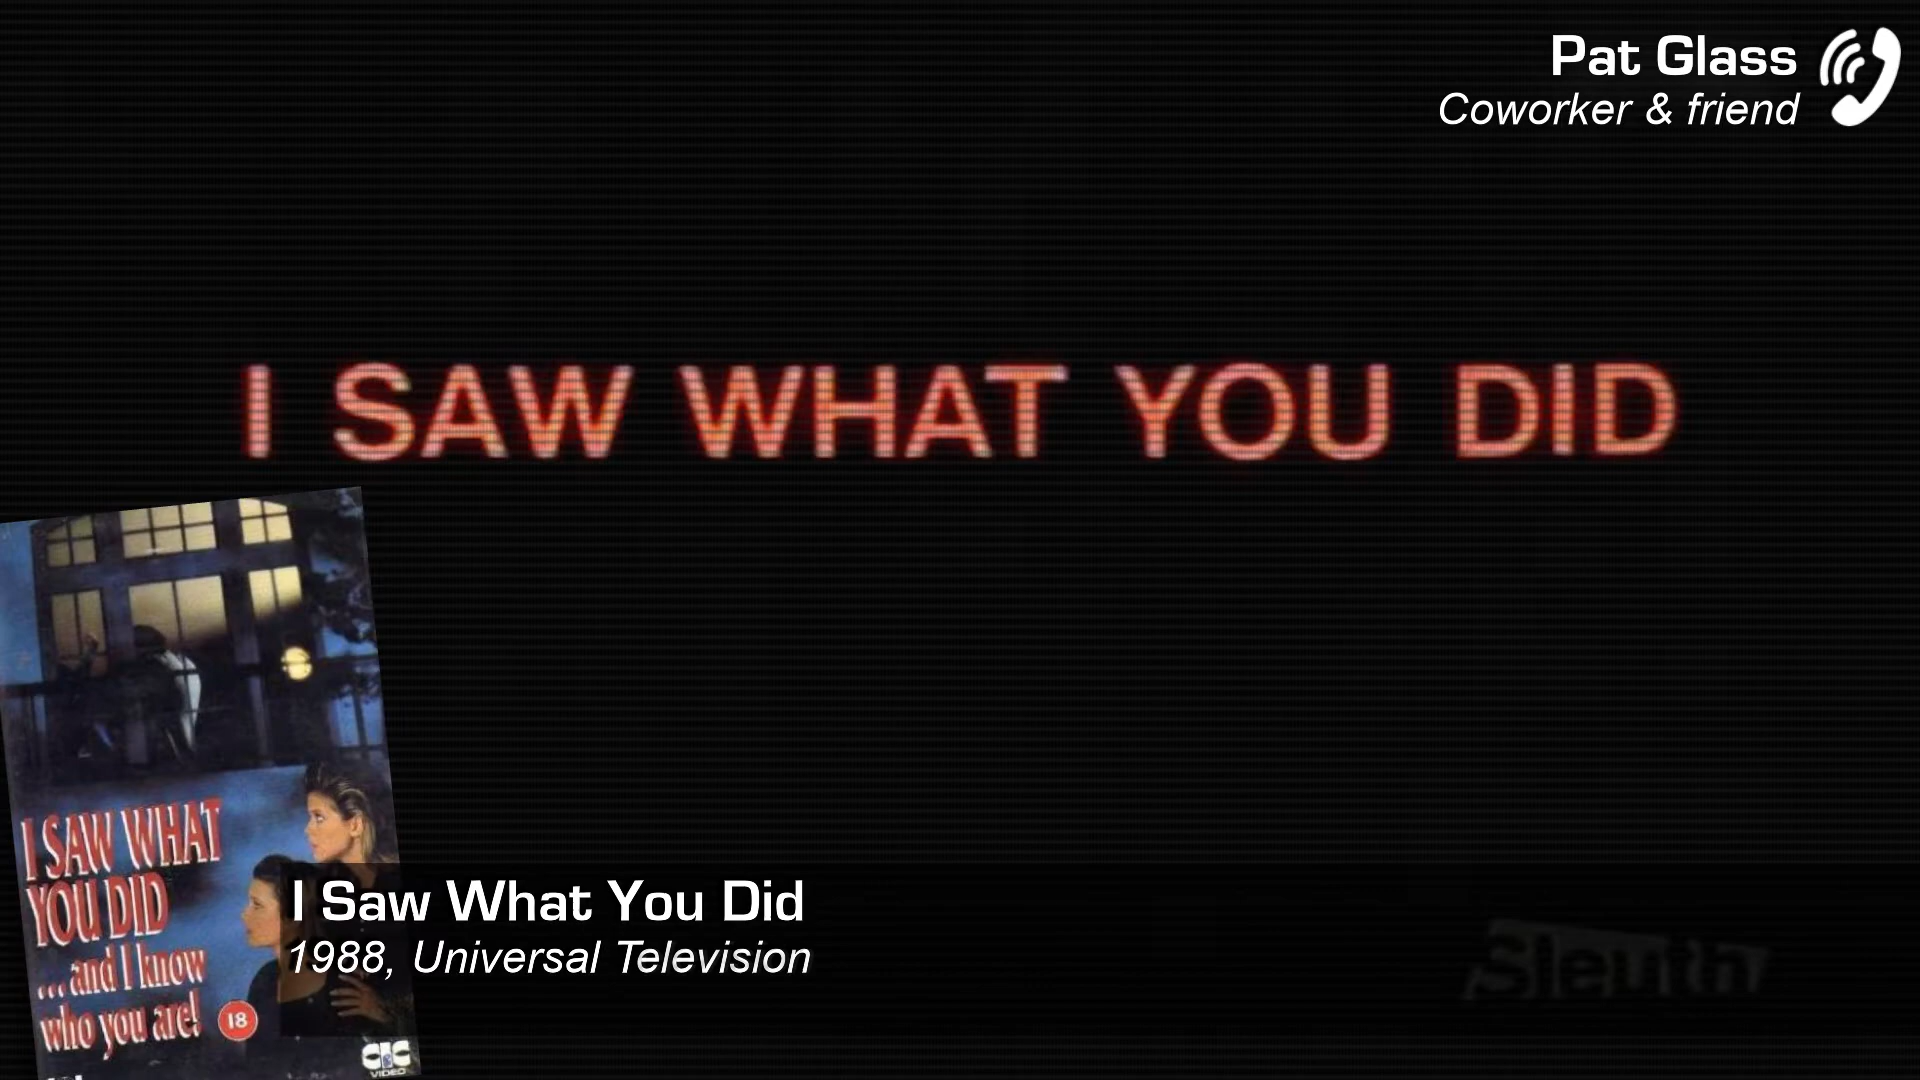 Pat Glass
Coworker & friend
I SAW WHAT YOU DID
I SAW WHAT
YOU DID
...and I know
who you are!
18
CIC
VIDEO
I Saw What You Did
1988, Universal Television
Sleuth